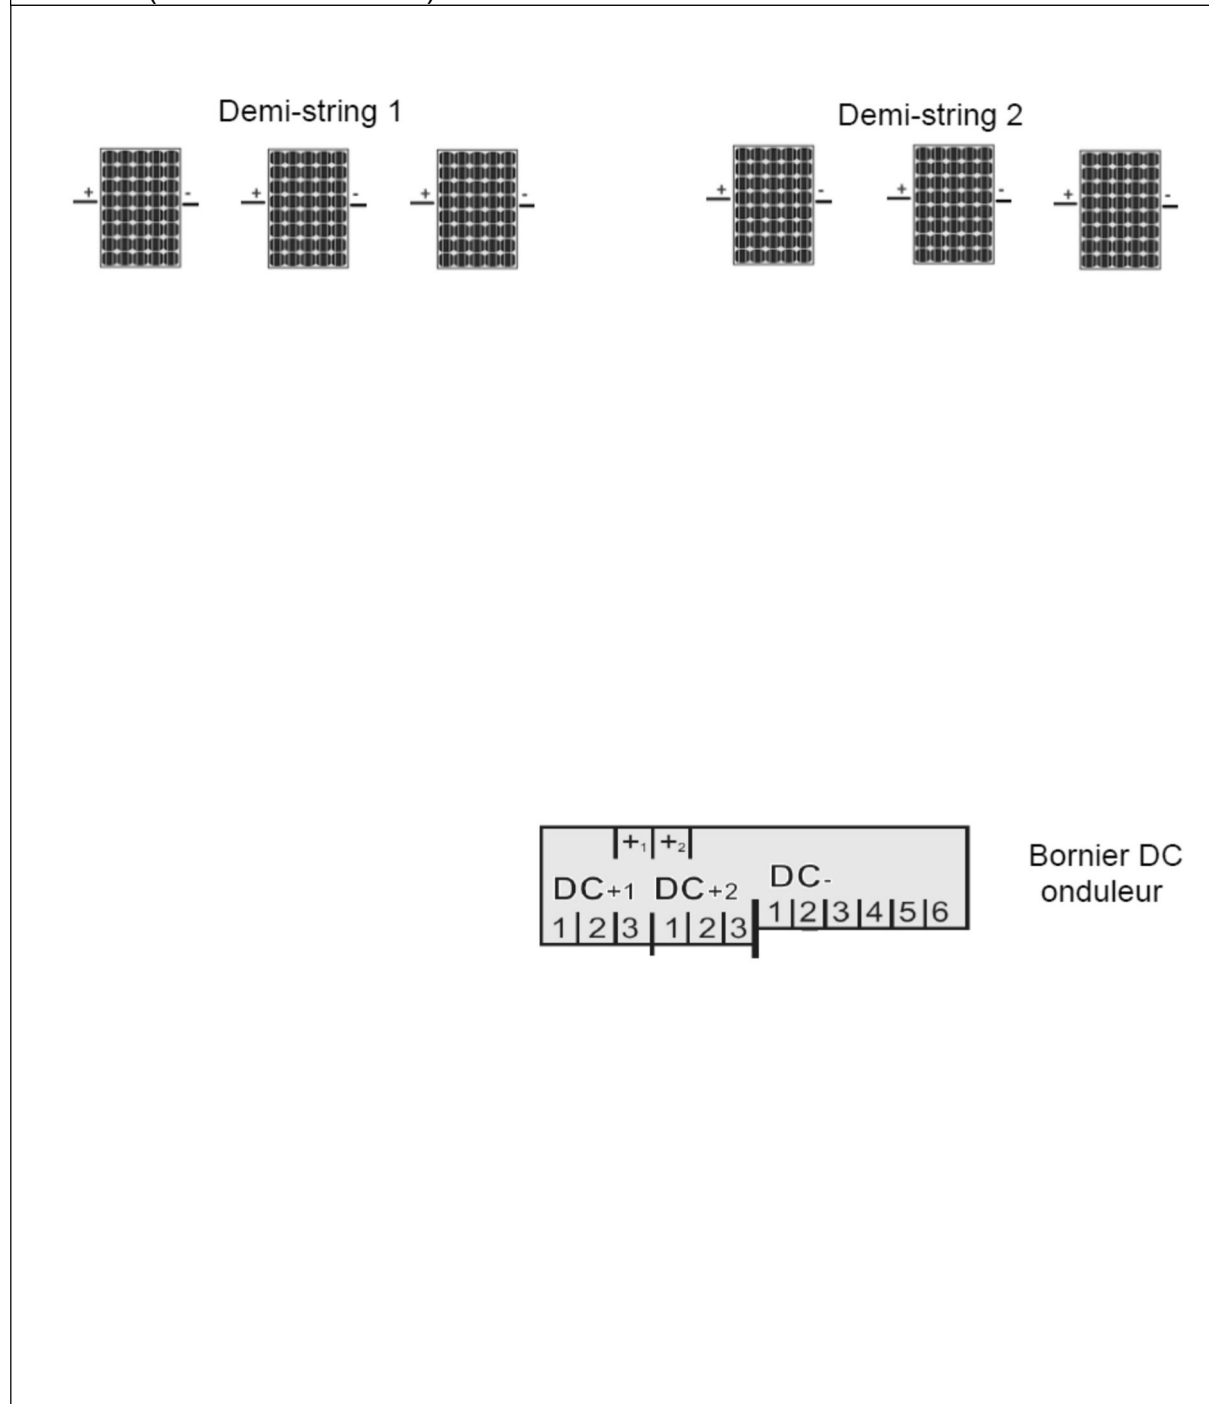 Demi-string 1
Demi-string 2
+ - + - + - + - + - + -
+1 +2
DC+1 DC+2 DC-
1 2 3 1 2 3 1 2 3 4 5 6
Bornier DC
onduleur